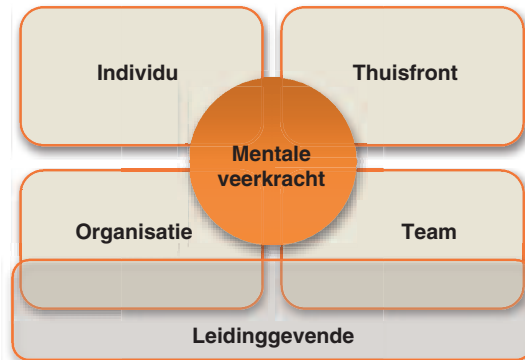 Individu
Thuisfront
Mentale
veerkracht
Organisatie
Team
Leidinggevende